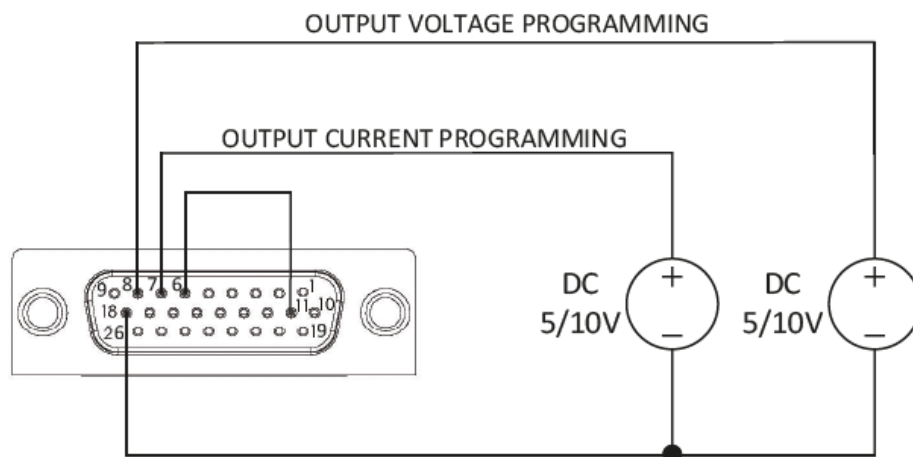 OUTPUT VOLTAGE PROGRAMMING
OUTPUT CURRENT PROGRAMMING
9 8 7 6 1
18 11 10
26 19
DC
5/10V
+
−
DC
5/10V
+
−